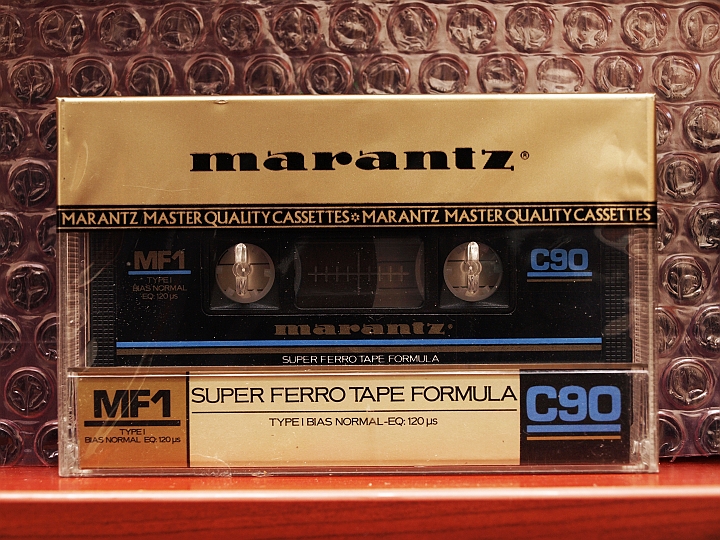 marantz®
MARANTZ MASTER QUALITY CASSETTES✲MARANTZ MASTER QUALITY CASSETTES
MF1
TYPE I
BIAS NORMAL
EQ: 120 µs
C90
marantz
SUPER FERRO TAPE FORMULA
MF1
TYPE I
BIAS NORMAL EQ: 120 µs
SUPER FERRO TAPE FORMULA
TYPE I BIAS NORMAL-EQ: 120 µs
C90